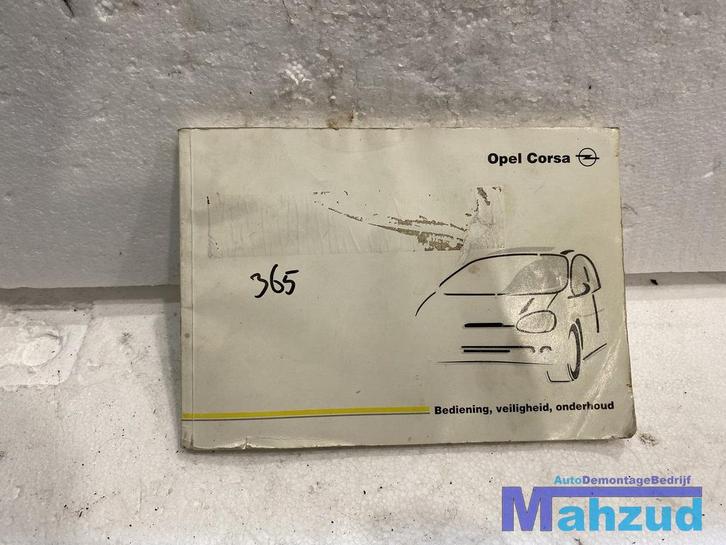 Opel Corsa
365
Bediening, veiligheid, onderhoud
AutoDemontageBedrijf
Mahzud